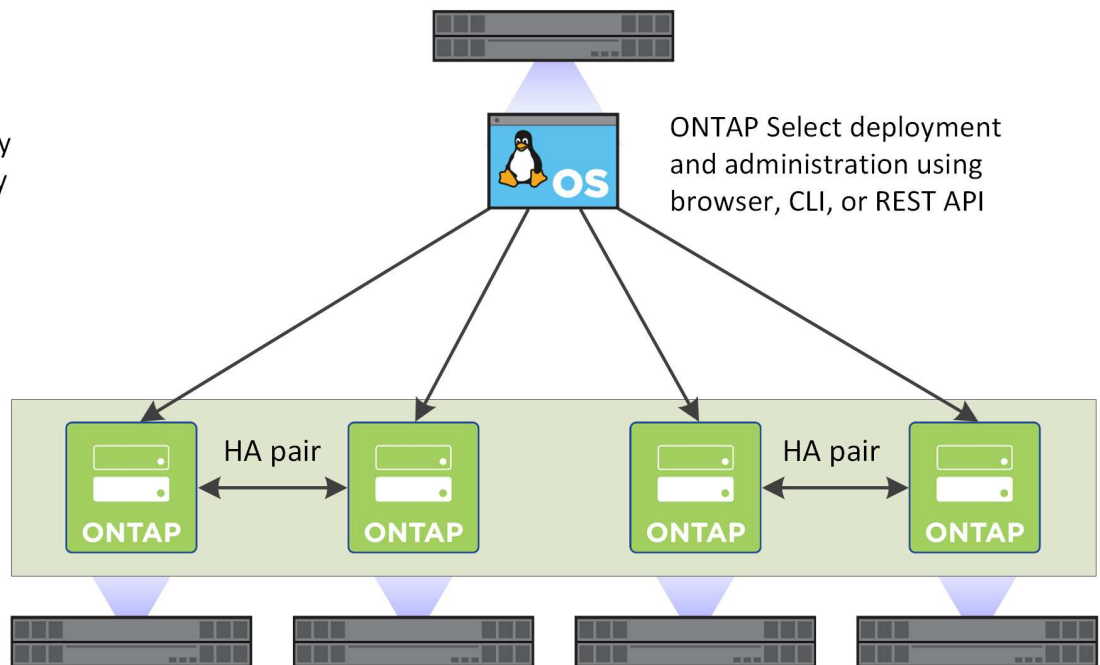 ONTAP Select deployment
and administration using
browser, CLI, or REST API
OS
HA pair
HA pair
ONTAP
ONTAP
ONTAP
ONTAP